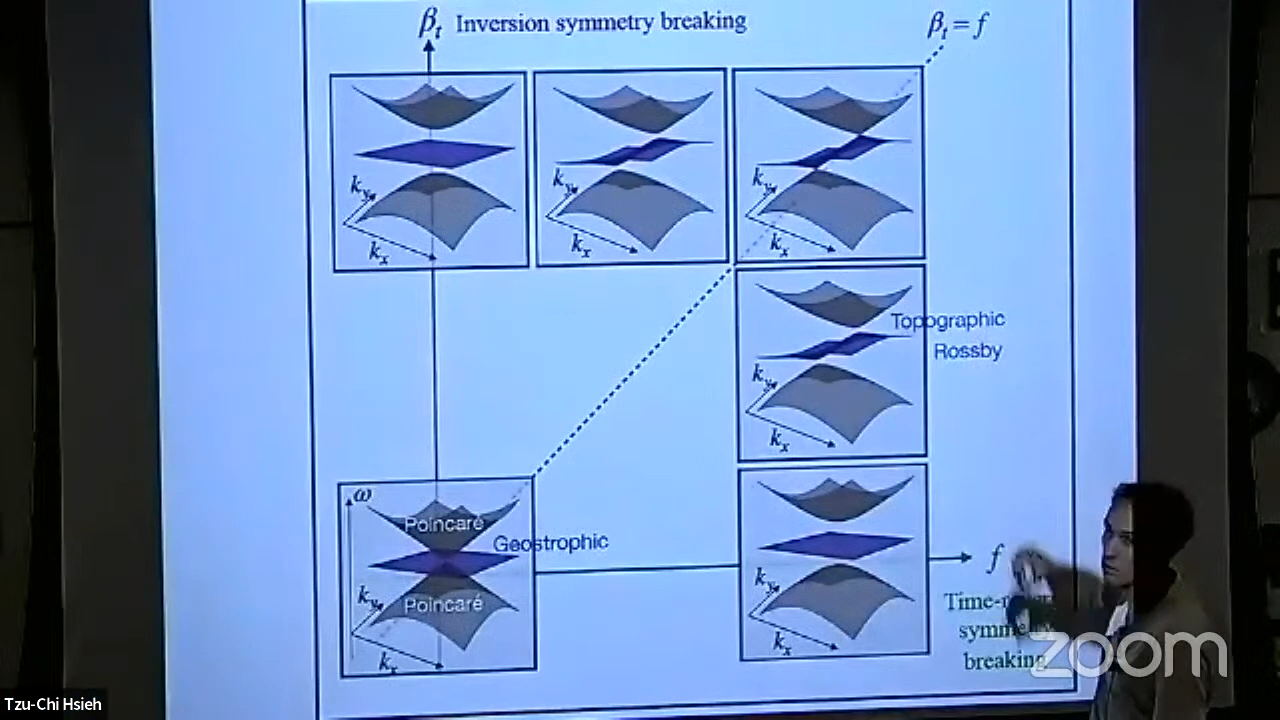 βt Inversion symmetry breaking
βt = f
ky
kx
ky
kx
ky
kx
Topographic
Rossby
ky
kx
ω
Poincaré
Geostrophic
ky
Poincaré
kx
ky
kx
f
symme
breaking
zoom
Tzu-Chi Hsieh